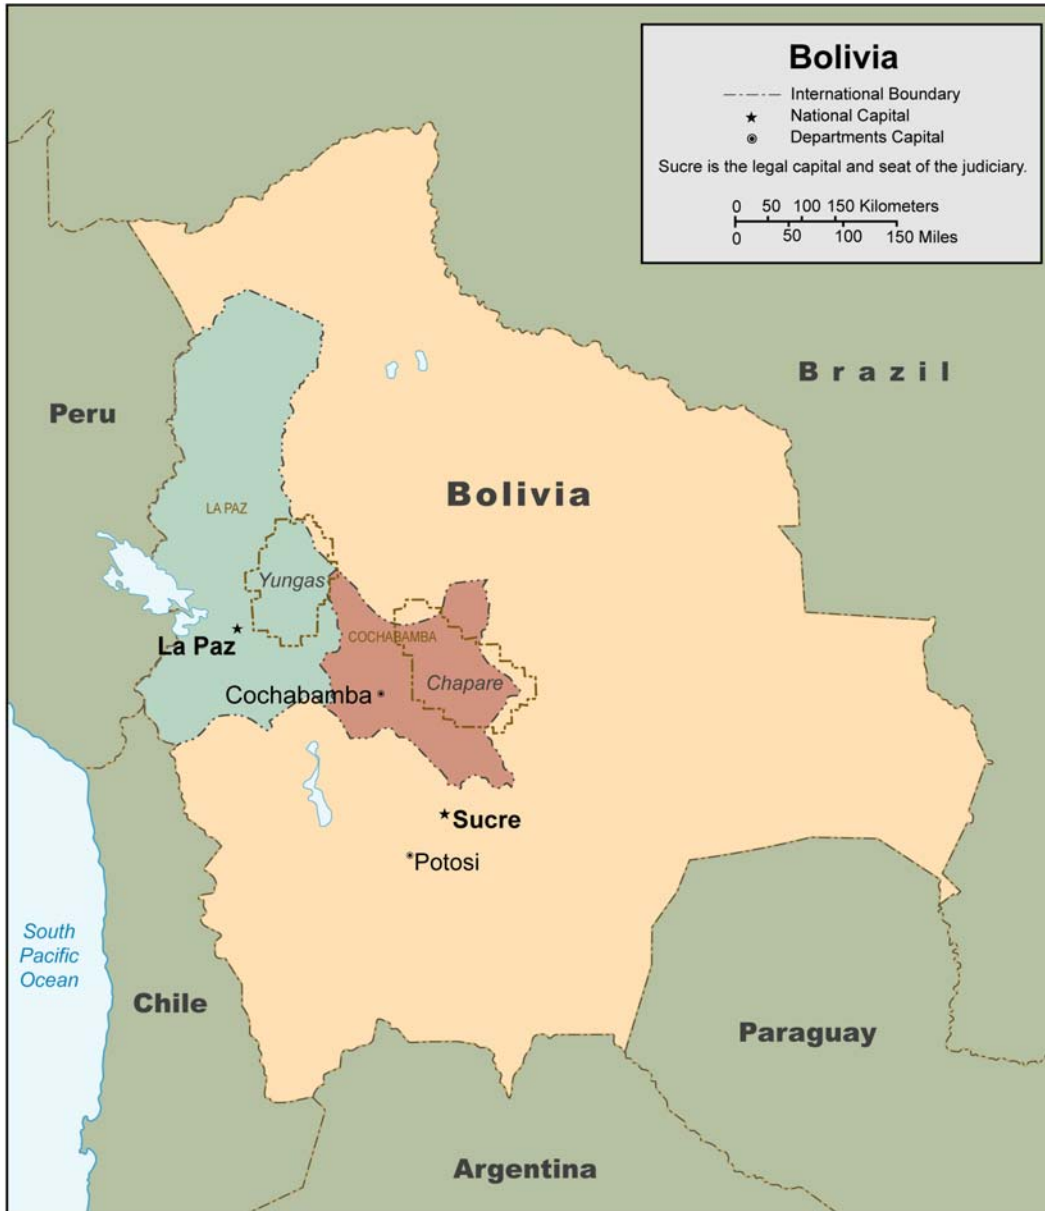 Bolivia
International Boundary
National Capital
Departments Capital
Sucre is the legal capital and seat of the judiciary.
0 50 100 150 Kilometers
0 50 100 150 Miles
Brazil
Peru
Bolivia
LA PAZ
Yungas
La Paz
COCHABAMBA
Chapare
Cochabamba
Sucre
Potosi
South
Pacific
Ocean
Chile
Paraguay
Argentina